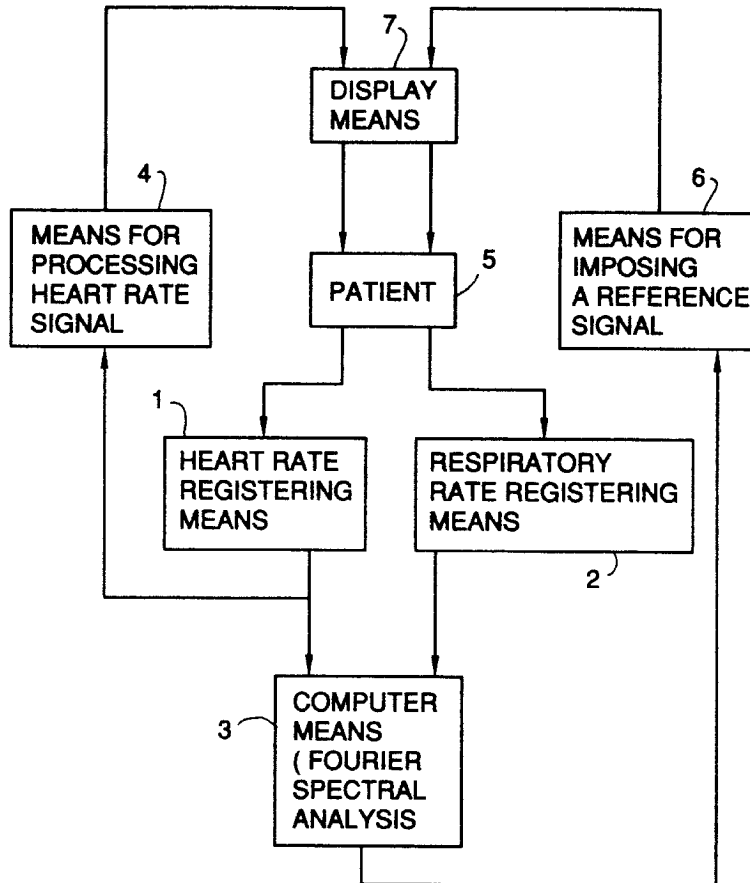 7
DISPLAY
MEANS
4
MEANS FOR
PROCESSING
HEART RATE
SIGNAL
6
MEANS FOR
IMPOSING
A REFERENCE
SIGNAL
5
PATIENT
1
HEART RATE
REGISTERING
MEANS
RESPIRATORY
RATE REGISTERING
MEANS
2
3
COMPUTER
MEANS
( FOURIER
SPECTRAL
ANALYSIS